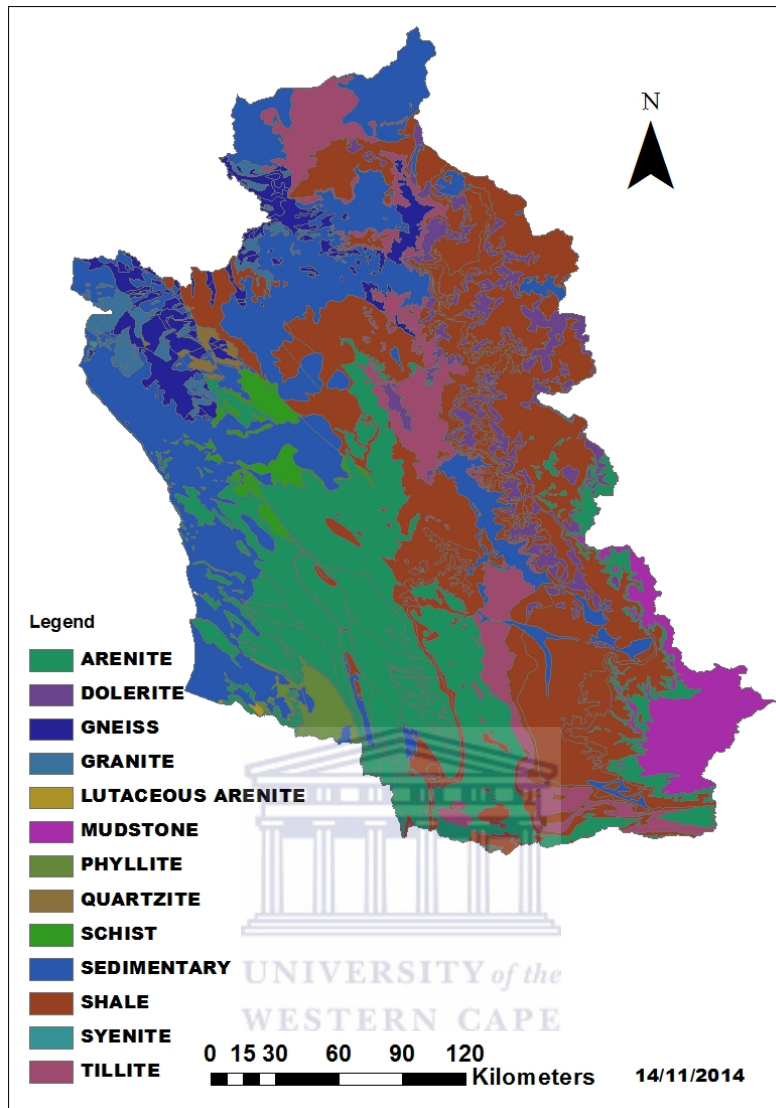 N
Legend
ARENITE
DOLERITE
GNEISS
GRANITE
LUTACEOUS ARENITE
MUDSTONE
PHYLLITE
QUARTZITE
SCHIST
SEDIMENTARY
SHALE
SYENITE
TILLITE
UNIVERSITY of the
WESTERN CAPE
0 15 30 60 90 120
Kilometers
14/11/2014